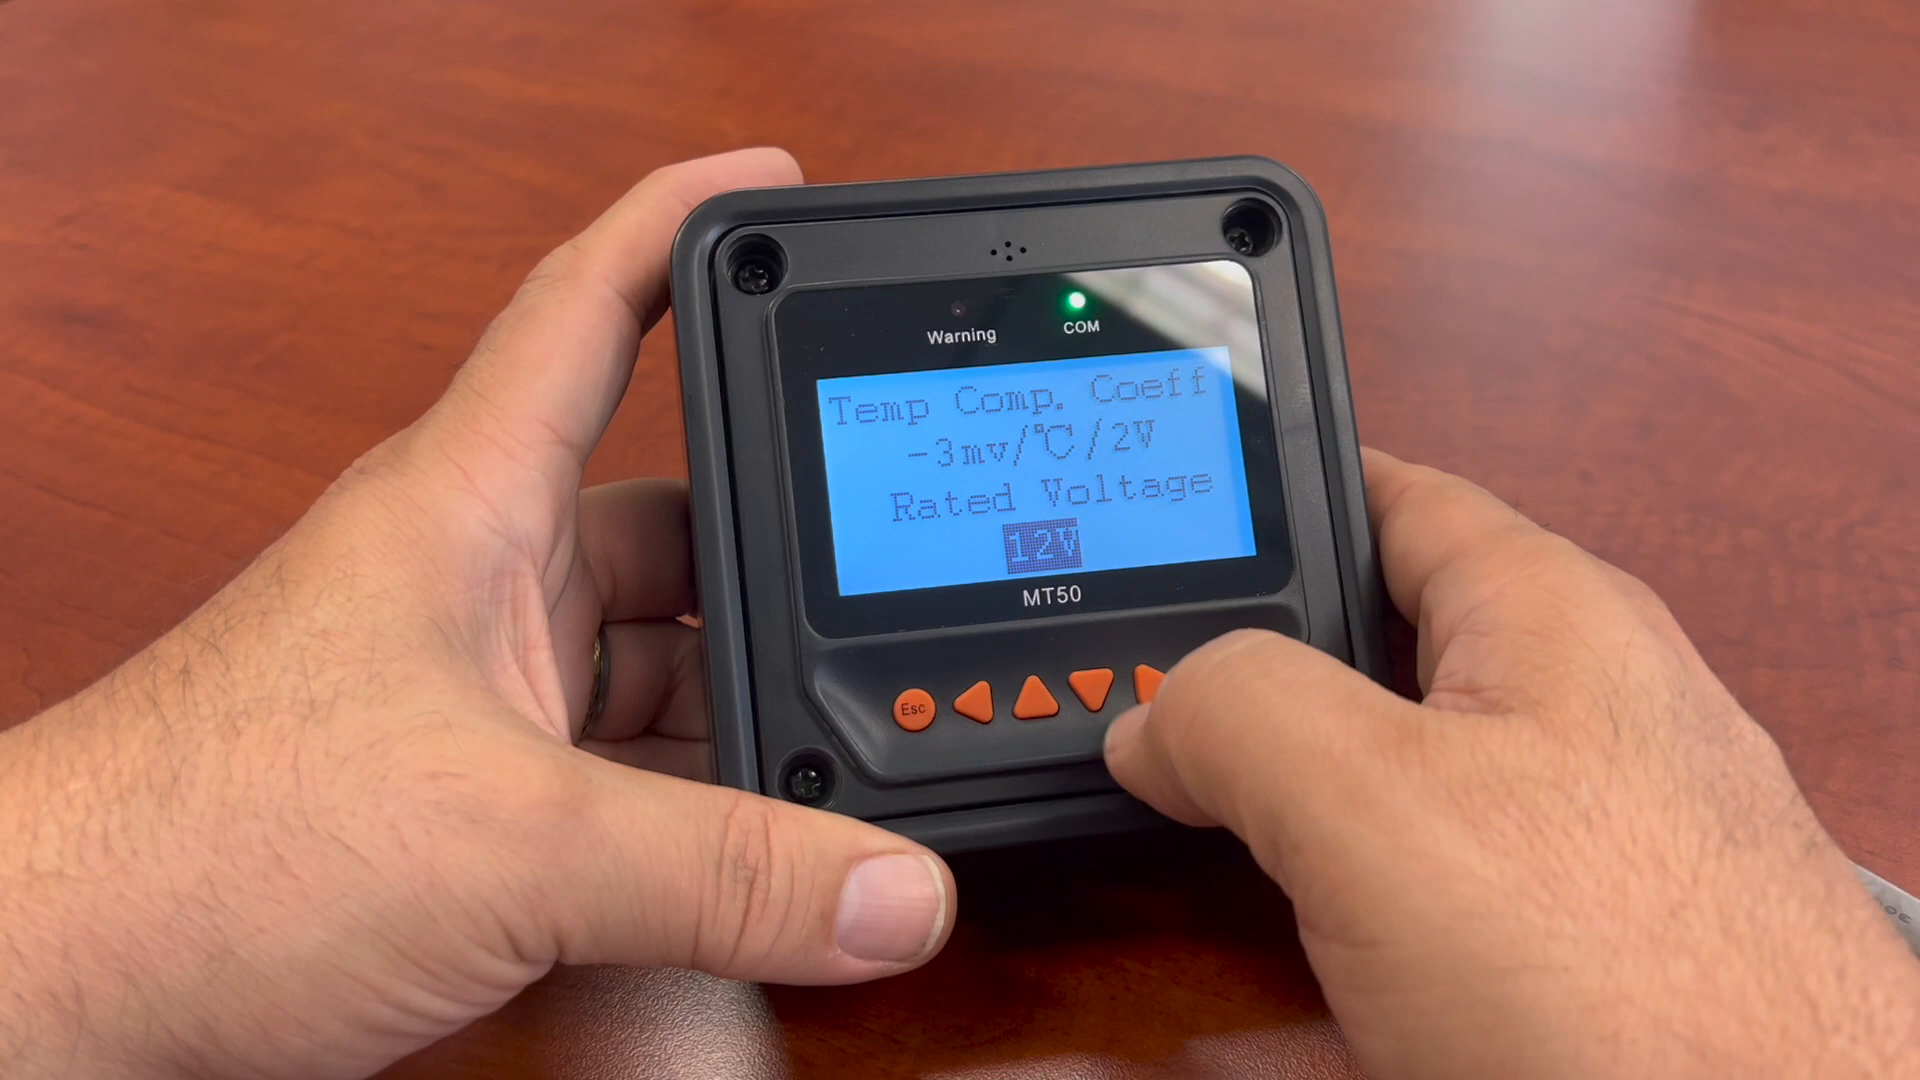 Warning COM
Temp Comp. Coeff
-3mv/℃/2V
Rated Voltage
12V
MT50
Esc